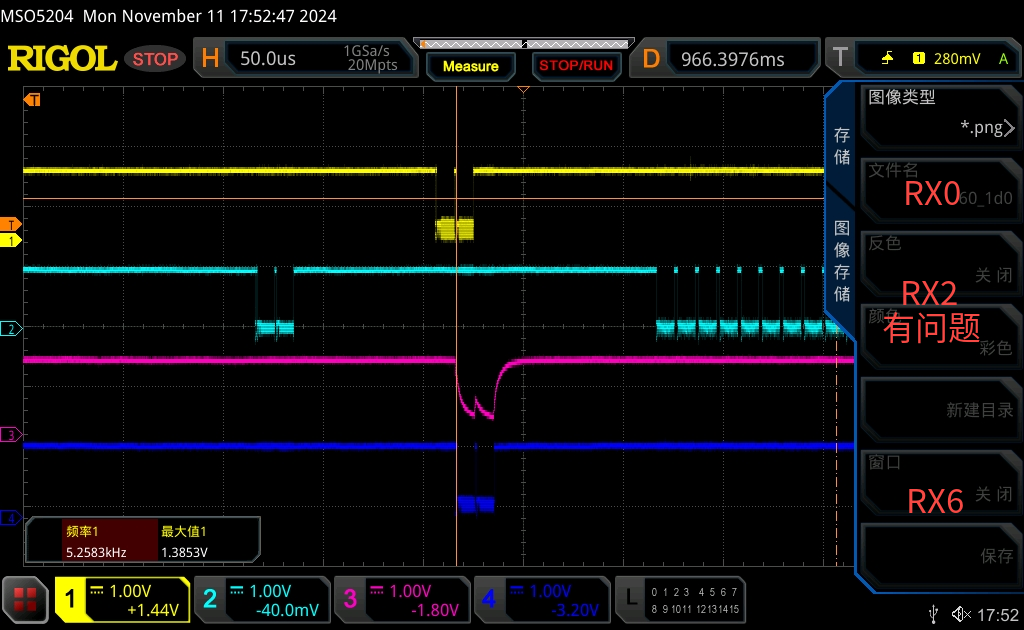 MSO5204 Mon November 11 17:52:47 2024
RIGOL STOP H 50.0us 1GSa/s 20Mpts Measure STOP/RUN D 966.3976ms T 1 280mV A
T
图像类型
*.png
存储
文件名
RX0
60_1d0
T
1
图像存储
反色
关闭
RX2
颜
有问题
彩色
2
新建目录
3
窗口
关闭
RX6
4
频率1 最大值1
5.2583kHz 1.3853V
保存
1 1.00V +1.44V
2 1.00V -40.0mV
3 1.00V -1.80V
4 1.00V -3.20V
L 0 1 2 3 4 5 6 7
8 9 10 11 12 13 14 15
17:52